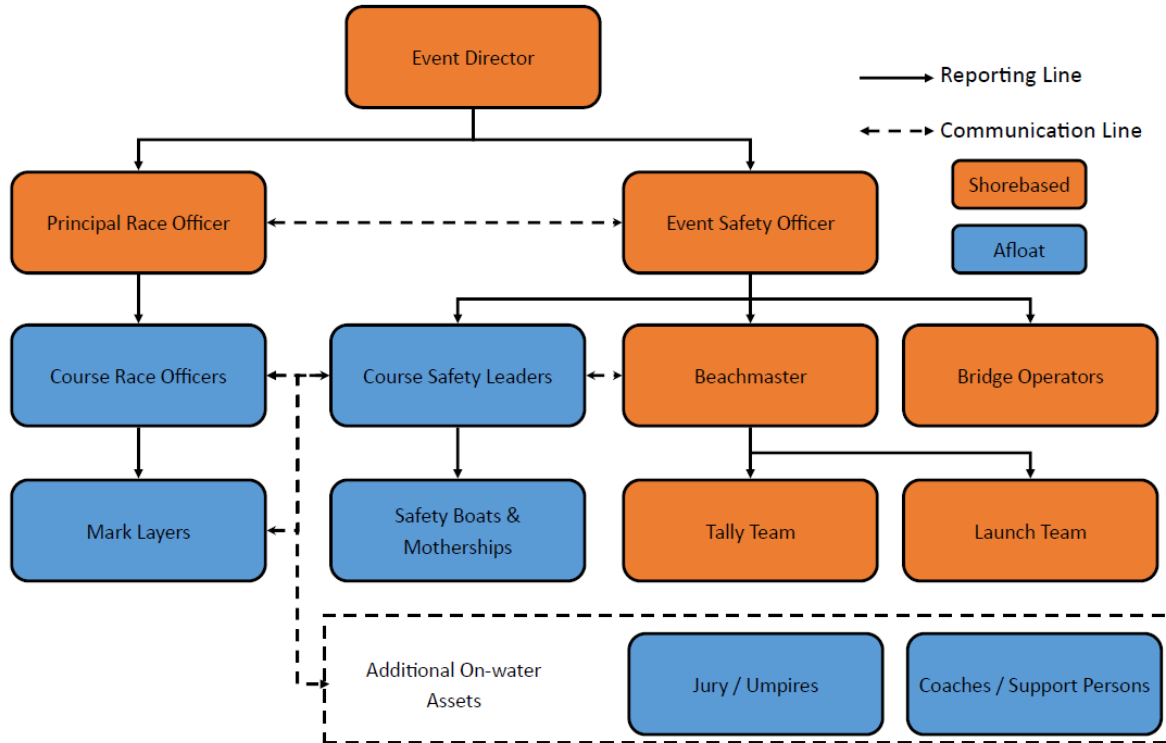 Event Director
Reporting Line
Communication Line
Shorebased
Afloat
Principal Race Officer
Event Safety Officer
Course Race Officers
Course Safety Leaders
Beachmaster
Bridge Operators
Mark Layers
Safety Boats &
Motherships
Tally Team
Launch Team
Additional On-water
Assets
Jury / Umpires
Coaches / Support Persons